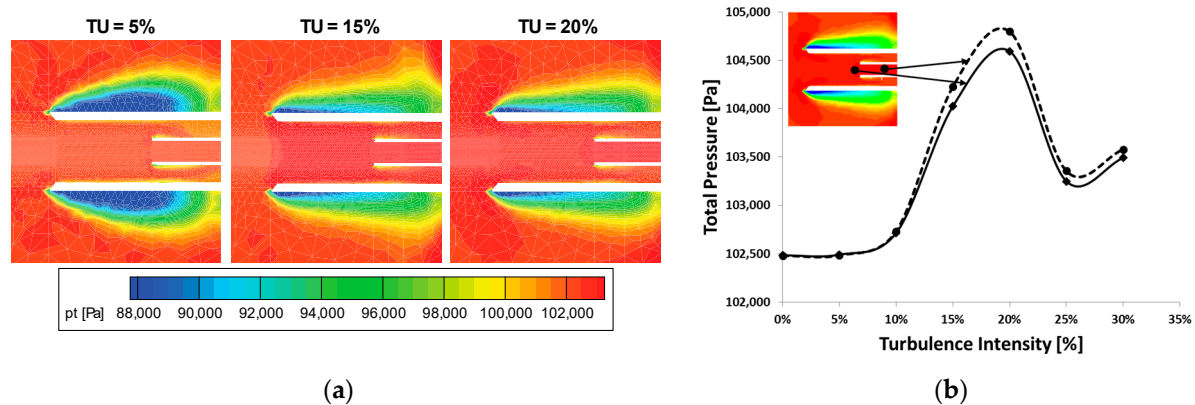 TU = 5%
TU = 15%
TU = 20%
pt [Pa]
88,000 90,000 92,000 94,000 96,000 98,000 100,000 102,000
(a)
Total Pressure [Pa]
105,000
104,500
104,000
103,500
103,000
102,500
102,000
0% 5% 10% 15% 20% 25% 30% 35%
Turbulence Intensity [%]
(b)